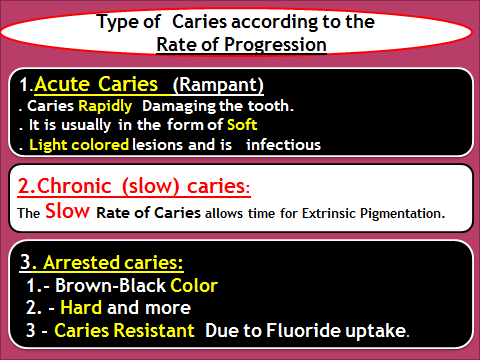 Type of Caries according to the
Rate of Progression
1.Acute Caries (Rampant)
. Caries Rapidly Damaging the tooth.
. It is usually in the form of Soft
. Light colored lesions and is infectious
2.Chronic (slow) caries:
The Slow Rate of Caries allows time for Extrinsic Pigmentation.
3. Arrested caries:
1.- Brown-Black Color
2. - Hard and more
3 - Caries Resistant Due to Fluoride uptake.